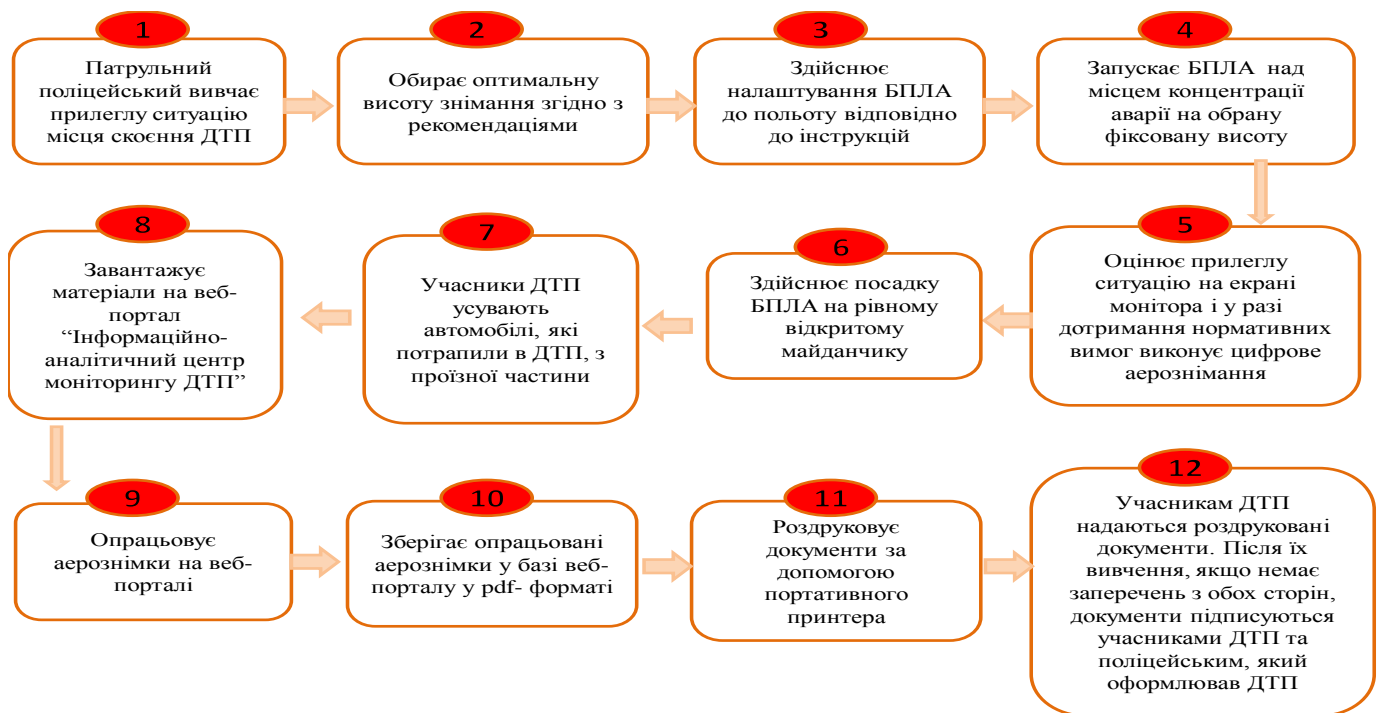 1
Патрульний
поліцейський вивчає
прилеглу ситуацію
місця скоєння ДТП
2
Обирає оптимальну
висоту знімання згідно з
рекомендаціями
3
Здійснює
налаштування БПЛА
до польоту відповідно
до інструкцій
4
Запускає БПЛА над
місцем концентрації
аварії на обрану
фіксовану висоту
5
Оцінює прилеглу
ситуацію на екрані
монітора і у разі
дотримання нормативних
вимог виконує цифрове
аерознімання
6
Здійснює посадку
БПЛА на рівному
відкритому
майданчику
7
Учасники ДТП
усувають
автомобілі, які
потрапили в ДТП, з
проїзної частини
8
Завантажує
матеріали на веб-
портал
“Інформаційно-
аналітичний центр
моніторингу ДТП”
9
Опрацьовує
аерознімки на веб-
порталі
10
Зберігає опрацьовані
аерознімки у базі веб-
порталу у pdf- форматі
11
Роздруковує
документи за
допомогою
портативного
принтера
12
Учасникам ДТП
надаються роздруковані
документи. Після їх
вивчення, якщо немає
заперечень з обох сторін,
документи підписуються
учасниками ДТП та
поліцейським, який
оформлював ДТП